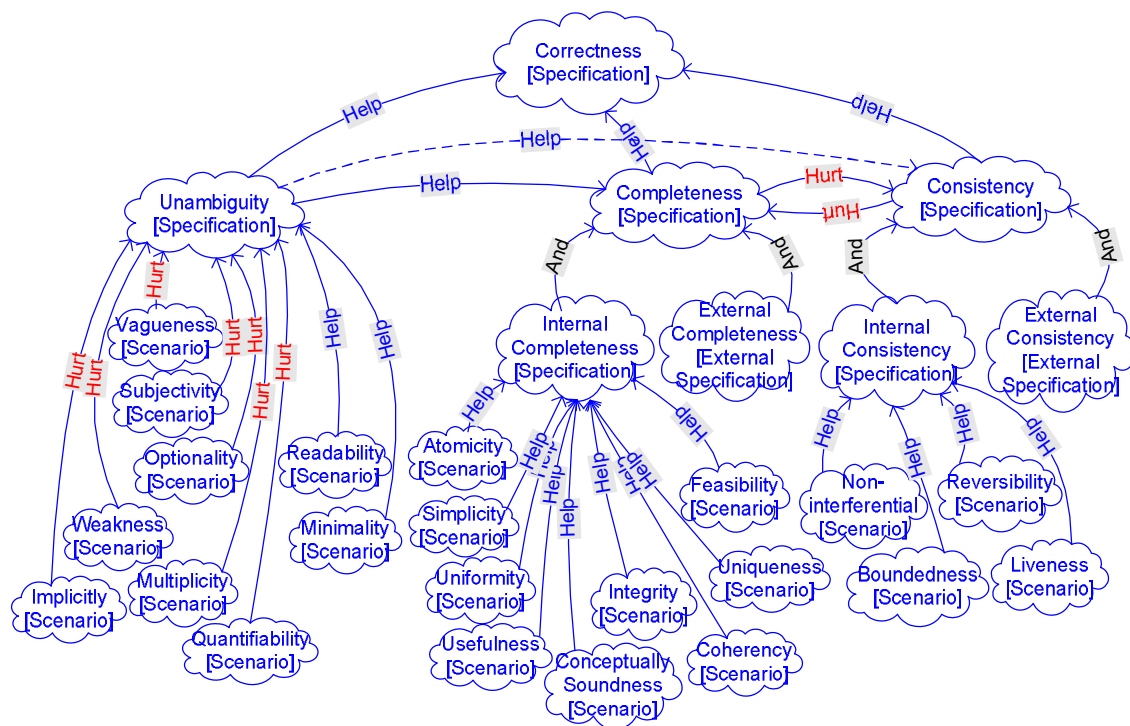 Correctness
[Specification]
Help
Help
Help
Help
Help
Unambiguity
[Specification]
Completeness
[Specification]
Hurt
Hurt
Consistency
[Specification]
And
And
And
And
Hurt
Hurt
Hurt
Hurt
Hurt
Hurt
Hurt
Help
Help
Vagueness
[Scenario]
Subjectivity
[Scenario]
Optionality
[Scenario]
Weakness
[Scenario]
Multiplicity
[Scenario]
Implicitly
[Scenario]
Quantifiability
[Scenario]
Readability
[Scenario]
Minimality
[Scenario]
Internal
Completeness
[Specification]
External
Completeness
[External
Specification]
Internal
Consistency
[Specification]
External
Consistency
[External
Specification]
Help
Help
Help
Help
Help
Help
Help
Help
Help
Atomicity
[Scenario]
Simplicity
[Scenario]
Uniformity
[Scenario]
Usefulness
[Scenario]
Conceptually
Soundness
[Scenario]
Integrity
[Scenario]
Coherency
[Scenario]
Uniqueness
[Scenario]
Feasibility
[Scenario]
Help
Help
Help
Help
Non-
interferential
[Scenario]
Boundedness
[Scenario]
Reversibility
[Scenario]
Liveness
[Scenario]